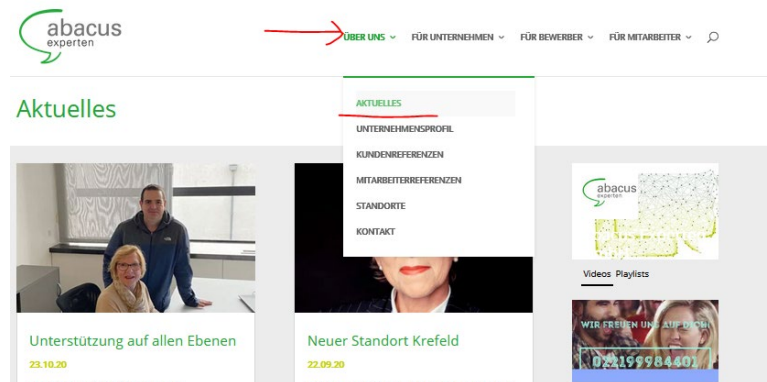 abacus
experten
ÜBER UNS FÜR UNTERNEHMEN FÜR BEWERBER FÜR MITARBEITER
Aktuelles
AKTUELLES
UNTERNEHMENSPROFIL
KUNDENREFERENZEN
MITARBEITERREFERENZEN
STANDORTE
KONTAKT
abacus
experten
Videos Playlists
WIR FREUEN UNS AUF DICH!
022199984401
Unterstützung auf allen Ebenen
23.10.20
Neuer Standort Krefeld
22.09.20